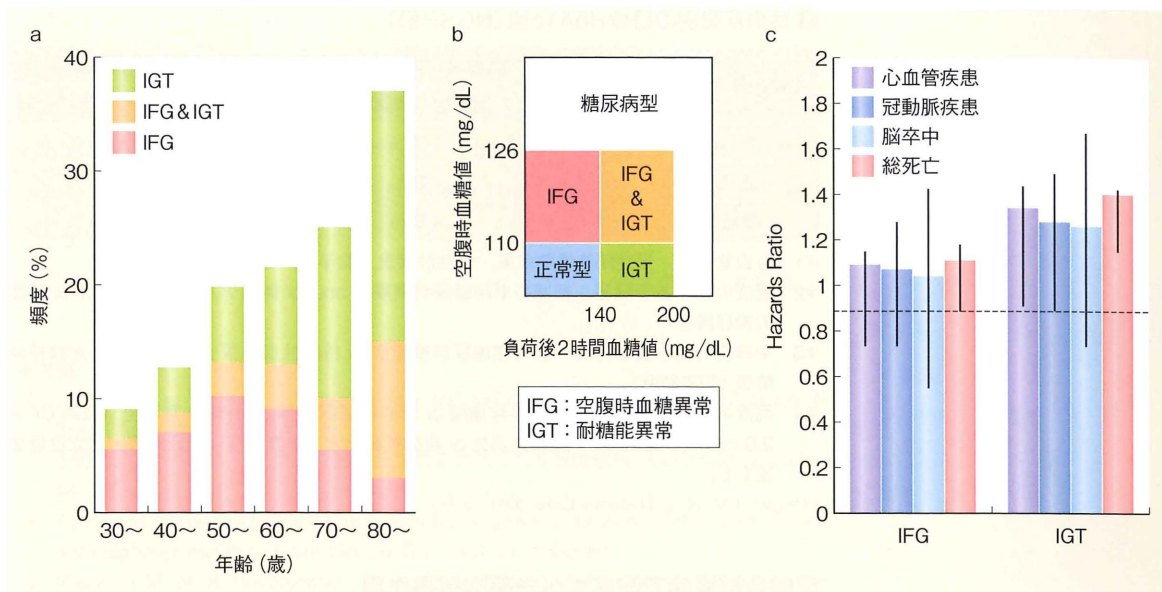 a
40
30
20
10
0
頻度(%)
IGT
IFG&IGT
IFG
30〜 40〜 50〜 60〜 70〜 80〜
年齢(歳)
b
空腹時血糖値(mg/dL)
126
110
糖尿病型
IFG
IFG
&
IGT
正常型
IGT
140 200
負荷後2時間血糖値(mg/dL)
IFG:空腹時血糖異常
IGT:耐糖能異常
c
2
1.8
1.6
1.4
1.2
1
0.8
0.6
0.4
0.2
0
Hazards Ratio
心血管疾患
冠動脈疾患
脳卒中
総死亡
IFG IGT